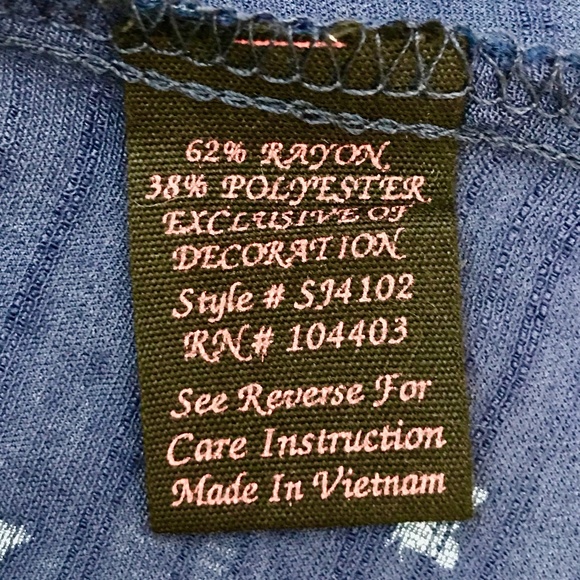 62% RAYON
38% POLYESTER
EXCLUSIVE OF
DECORATION
Style # SJ4102
RN# 104403
See Reverse For
Care Instruction
Made In Vietnam